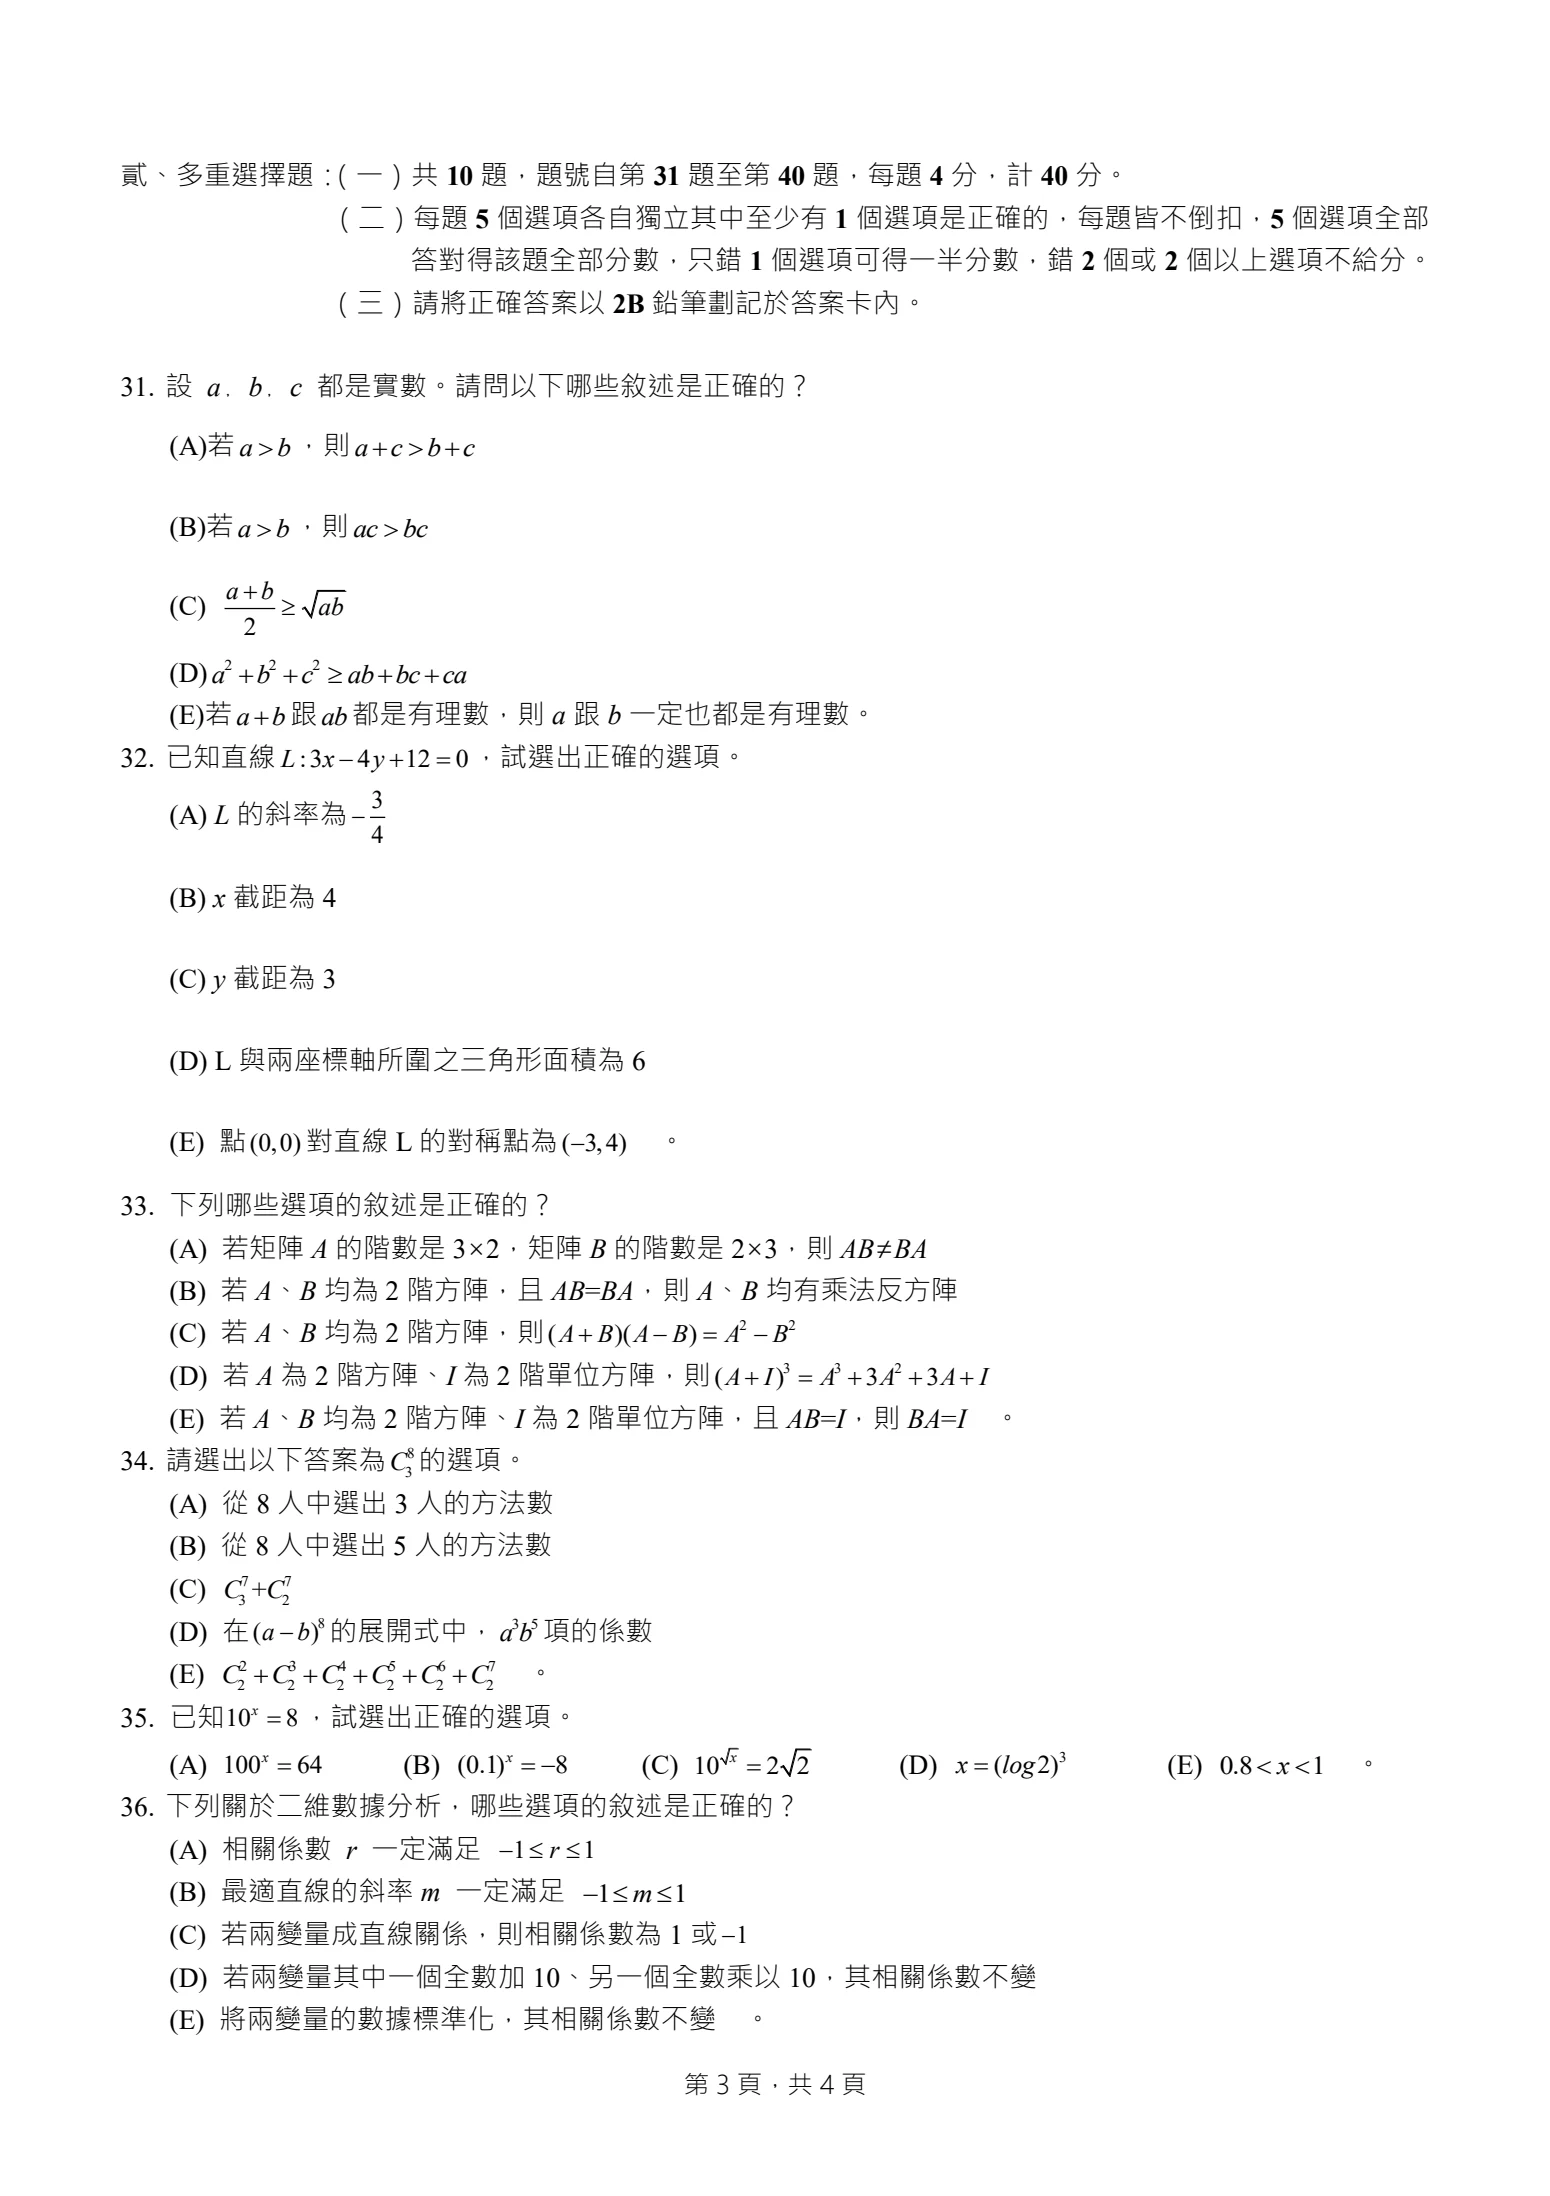 貳、多重選擇題:(一)共 10 題，題號自第 31 題至第 40 題，每題 4 分，計 40 分。
(二)每題 5 個選項各自獨立其中至少有 1 個選項是正確的，每題皆不倒扣，5 個選項全部
答對得該題全部分數，只錯 1 個選項可得一半分數，錯 2 個或 2 個以上選項不給分。
(三)請將正確答案以 2B 鉛筆劃記於答案卡內。
31. 設 a, b, c 都是實數。請問以下哪些敘述是正確的？
(A)若 a > b ，則 a + c > b + c
(B)若 a > b ，則 ac > bc
(C) (a+b)/2 ≥ √ab
(D) a² + b² + c² ≥ ab + bc + ca
(E)若 a + b 跟 ab 都是有理數，則 a 跟 b 一定也都是有理數。
32. 已知直線 L : 3x − 4y + 12 = 0 ，試選出正確的選項。
(A) L 的斜率為 −3/4
(B) x 截距為 4
(C) y 截距為 3
(D) L 與兩座標軸所圍之三角形面積為 6
(E) 點 (0,0) 對直線 L 的對稱點為 (−3,4) 。
33. 下列哪些選項的敘述是正確的？
(A) 若矩陣 A 的階數是 3×2，矩陣 B 的階數是 2×3，則 AB≠BA
(B) 若 A、B 均為 2 階方陣，且 AB=BA，則 A、B 均有乘法反方陣
(C) 若 A、B 均為 2 階方陣，則 (A + B)(A − B) = A² − B²
(D) 若 A 為 2 階方陣、I 為 2 階單位方陣，則 (A + I)³ = A³ + 3A² + 3A + I
(E) 若 A、B 均為 2 階方陣、I 為 2 階單位方陣，且 AB=I，則 BA=I 。
34. 請選出以下答案為 C₃⁸ 的選項。
(A) 從 8 人中選出 3 人的方法數
(B) 從 8 人中選出 5 人的方法數
(C) C₃⁷+C₂⁷
(D) 在 (a − b)⁸ 的展開式中， a³b⁵ 項的係數
(E) C₂² + C₂³ + C₂⁴ + C₂⁵ + C₂⁶ + C₂⁷ 。
35. 已知10ˣ = 8 ，試選出正確的選項。
(A) 100ˣ = 64 (B) (0.1)ˣ = −8 (C) 10^√x = 2√2 (D) x = (log2)³ (E) 0.8 < x < 1 。
36. 下列關於二維數據分析，哪些選項的敘述是正確的？
(A) 相關係數 r 一定滿足 −1 ≤ r ≤ 1
(B) 最適直線的斜率 m 一定滿足 −1 ≤ m ≤ 1
(C) 若兩變量成直線關係，則相關係數為 1 或 −1
(D) 若兩變量其中一個全數加 10、另一個全數乘以 10，其相關係數不變
(E) 將兩變量的數據標準化，其相關係數不變 。
第 3 頁，共 4 頁